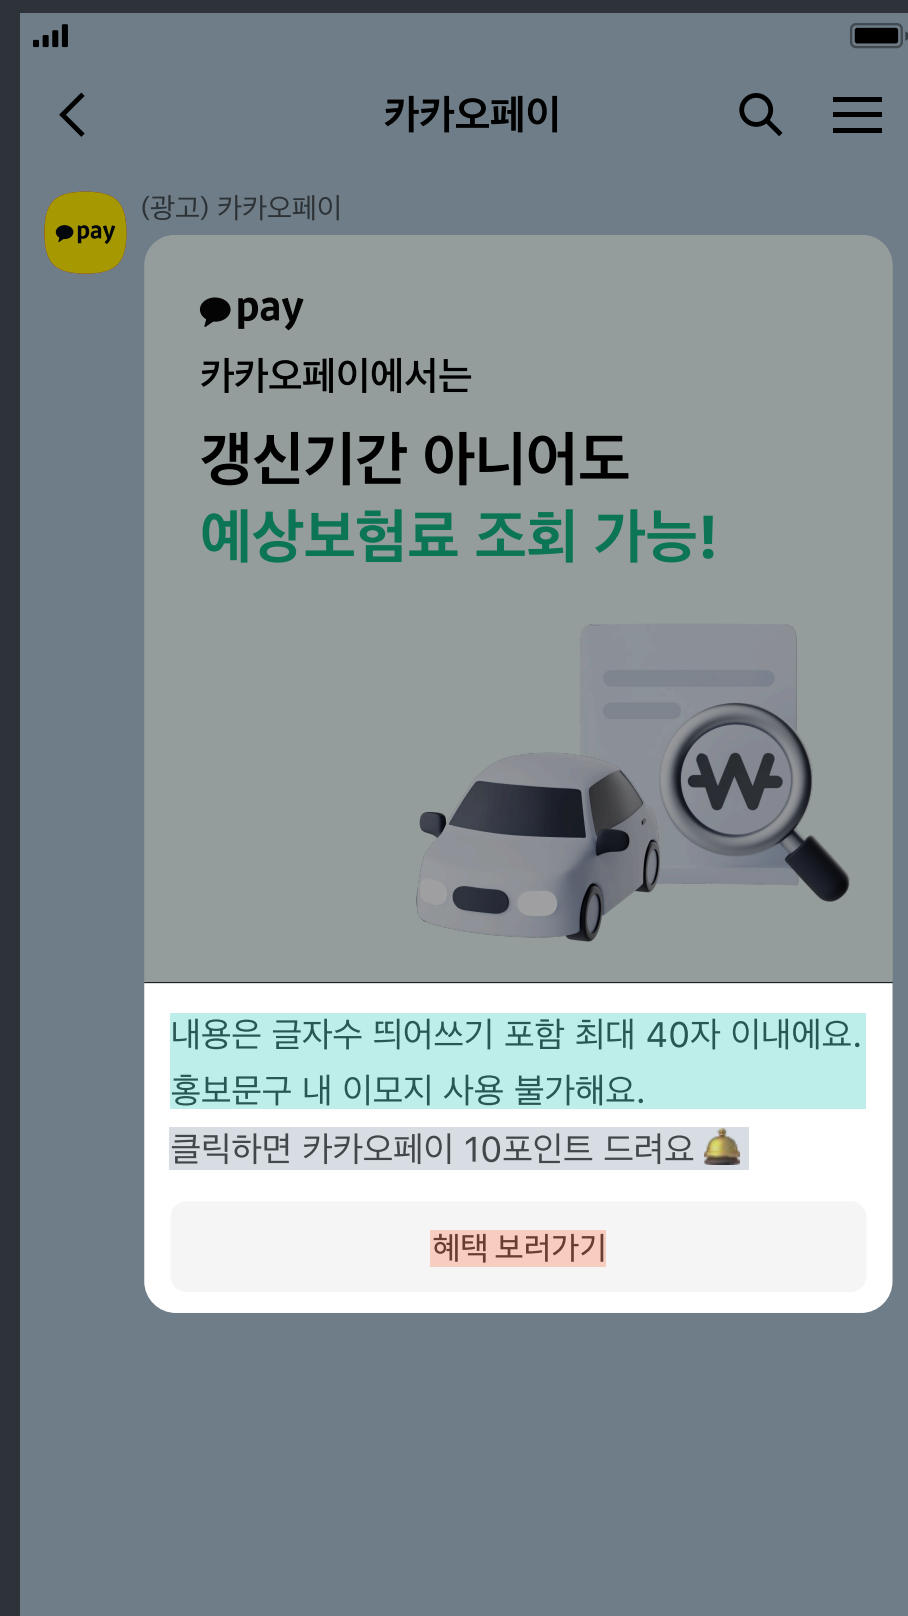 카카오페이
pay
(광고) 카카오페이
pay
카카오페이에서는
갱신기간 아니어도
예상보험료 조회 가능!
₩
내용은 글자수 띄어쓰기 포함 최대 40자 이내에요.
홍보문구 내 이모지 사용 불가해요.
클릭하면 카카오페이 10포인트 드려요 🛎️
혜택 보러가기